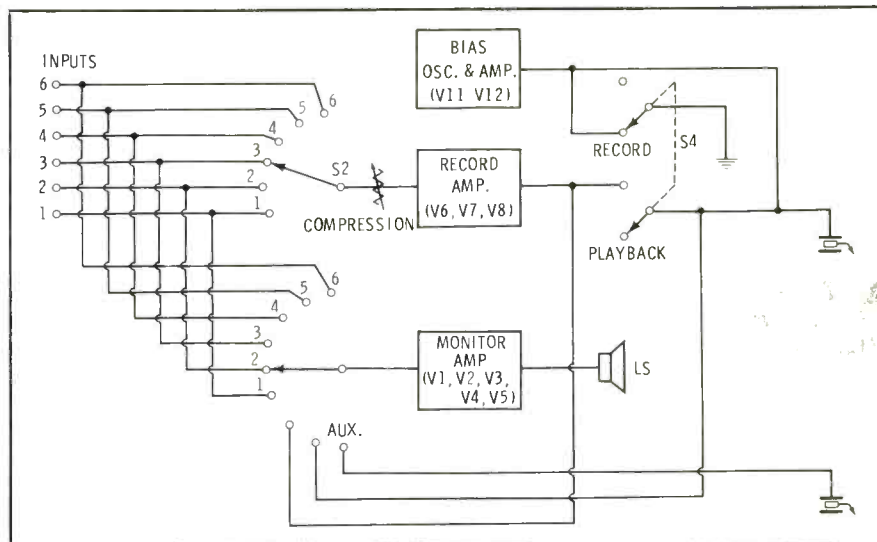 INPUTS
6
5
4
3
2
1
6
5
4
3
2
1
S2
COMPRESSION
BIAS
OSC. & AMP.
(V11 V12)
RECORD
S4
RECORD
AMP.
(V6, V7, V8)
PLAYBACK
6
5
4
3
2
1
AUX.
MONITOR
AMP
(V1, V2, V3,
V4, V5)
LS